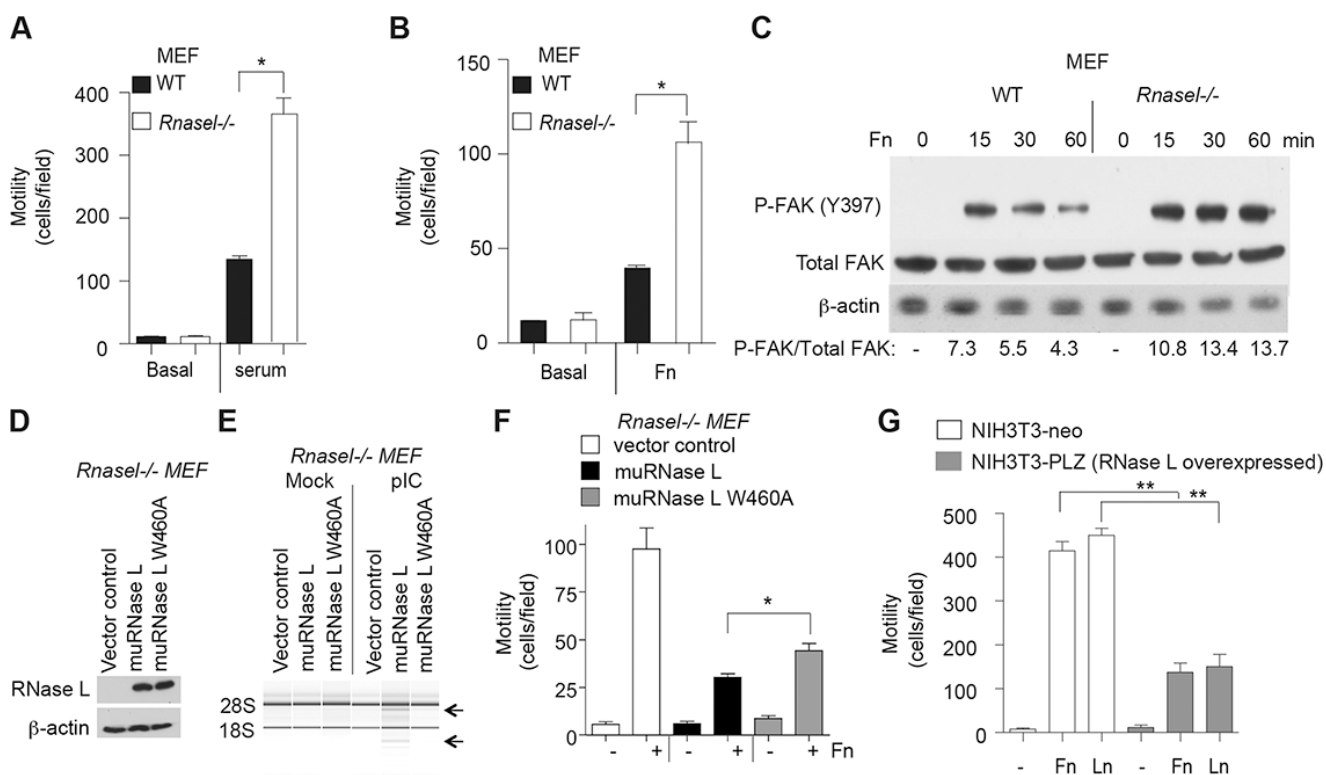 A
MEF
WT
Rnasel-/-
*
400
300
200
100
0
Motility
(cells/field)
Basal
serum
B
MEF
WT
Rnasel-/-
*
150
100
50
0
Motility
(cells/field)
Basal
Fn
C
MEF
WT
Rnasel-/-
Fn 0 15 30 60 0 15 30 60 min
P-FAK (Y397)
Total FAK
β-actin
P-FAK/Total FAK: - 7.3 5.5 4.3 - 10.8 13.4 13.7
D
Rnasel-/- MEF
Vector control
muRNase L
muRNase L W460A
RNase L
β-actin
E
Rnasel-/- MEF
Mock
pIC
Vector control
muRNase L
muRNase L W460A
Vector control
muRNase L
muRNase L W460A
28S
18S
F
Rnasel-/- MEF
vector control
muRNase L
muRNase L W460A
*
100
75
50
25
0
Motility
(cells/field)
- + - + - + Fn
G
NIH3T3-neo
NIH3T3-PLZ (RNase L overexpressed)
**
**
500
400
300
200
100
0
Motility
(cells/field)
- Fn Ln - Fn Ln